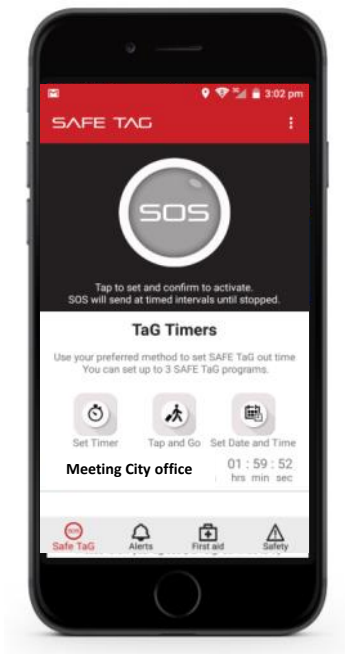 3:02 pm
SAFE TAG
SOS
Tap to set and confirm to activate.
SOS will send at timed intervals until stopped.
TaG Timers
Use your preferred method to set SAFE TaG out time
You can set up to 3 SAFE TaG programs.
Set Timer Tap and Go Set Date and Time
Meeting City office 01 : 59 : 52
hrs min sec
SOS
Safe TaG Alerts First aid Safety